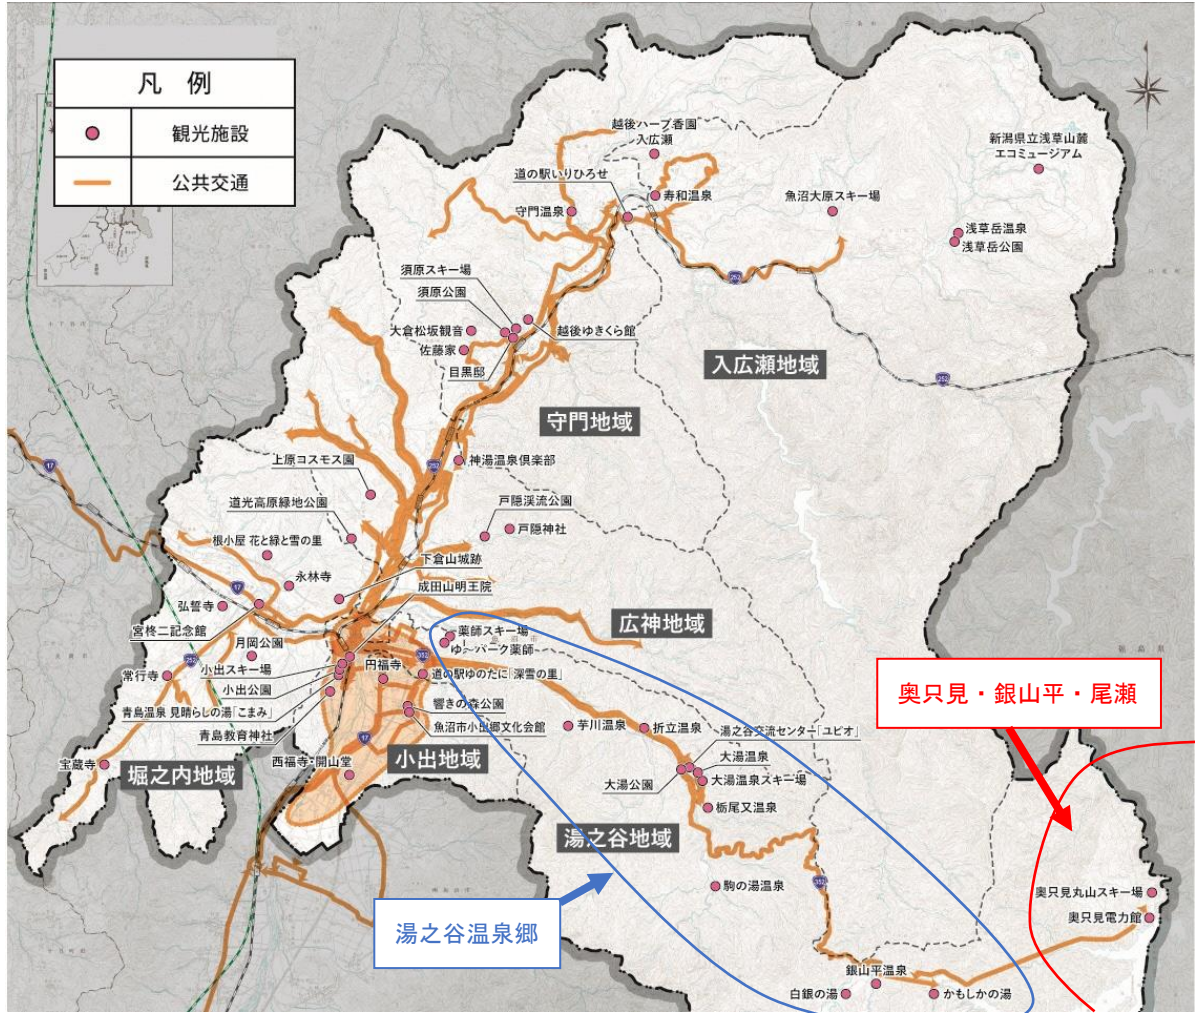 凡 例
観光施設
公共交通
越後ハーブ香園
入広瀬
道の駅いりひろせ
寿和温泉
守門温泉
新潟県立浅草山麓
エコミュージアム
魚沼大原スキー場
浅草岳温泉
浅草岳公園
252
須原スキー場
須原公園
大倉松坂観音
越後ゆきくら館
佐藤家
目黒邸
入広瀬地域
252
守門地域
17
252
神湯温泉倶楽部
上原コスモス園
道光高原緑地公園
戸隠渓流公園
戸隠神社
根小屋 花と緑と雪の里
下倉山城跡
永林寺
成田山明王院
17
弘誓寺
宮柊二記念館
広神地域
薬師スキー場
ゆ〜パーク薬師
月岡公園
252
小出スキー場
円福寺
352
道の駅ゆのたに「深雪の里」
常行寺
小出公園
青島温泉 見晴らしの湯「こまみ」
響きの森公園
魚沼市小出郷文化会館
青島教育神社
17
芋川温泉
折立温泉
湯之谷交流センター「ユピオ」
大湯温泉
大湯公園
大湯温泉スキー場
栃尾又温泉
宝蔵寺
堀之内地域
西福寺・開山堂
小出地域
湯之谷地域
奥只見・銀山平・尾瀬
駒の湯温泉
352
湯之谷温泉郷
奥只見丸山スキー場
奥只見電力館
銀山平温泉
白銀の湯
かもしかの湯